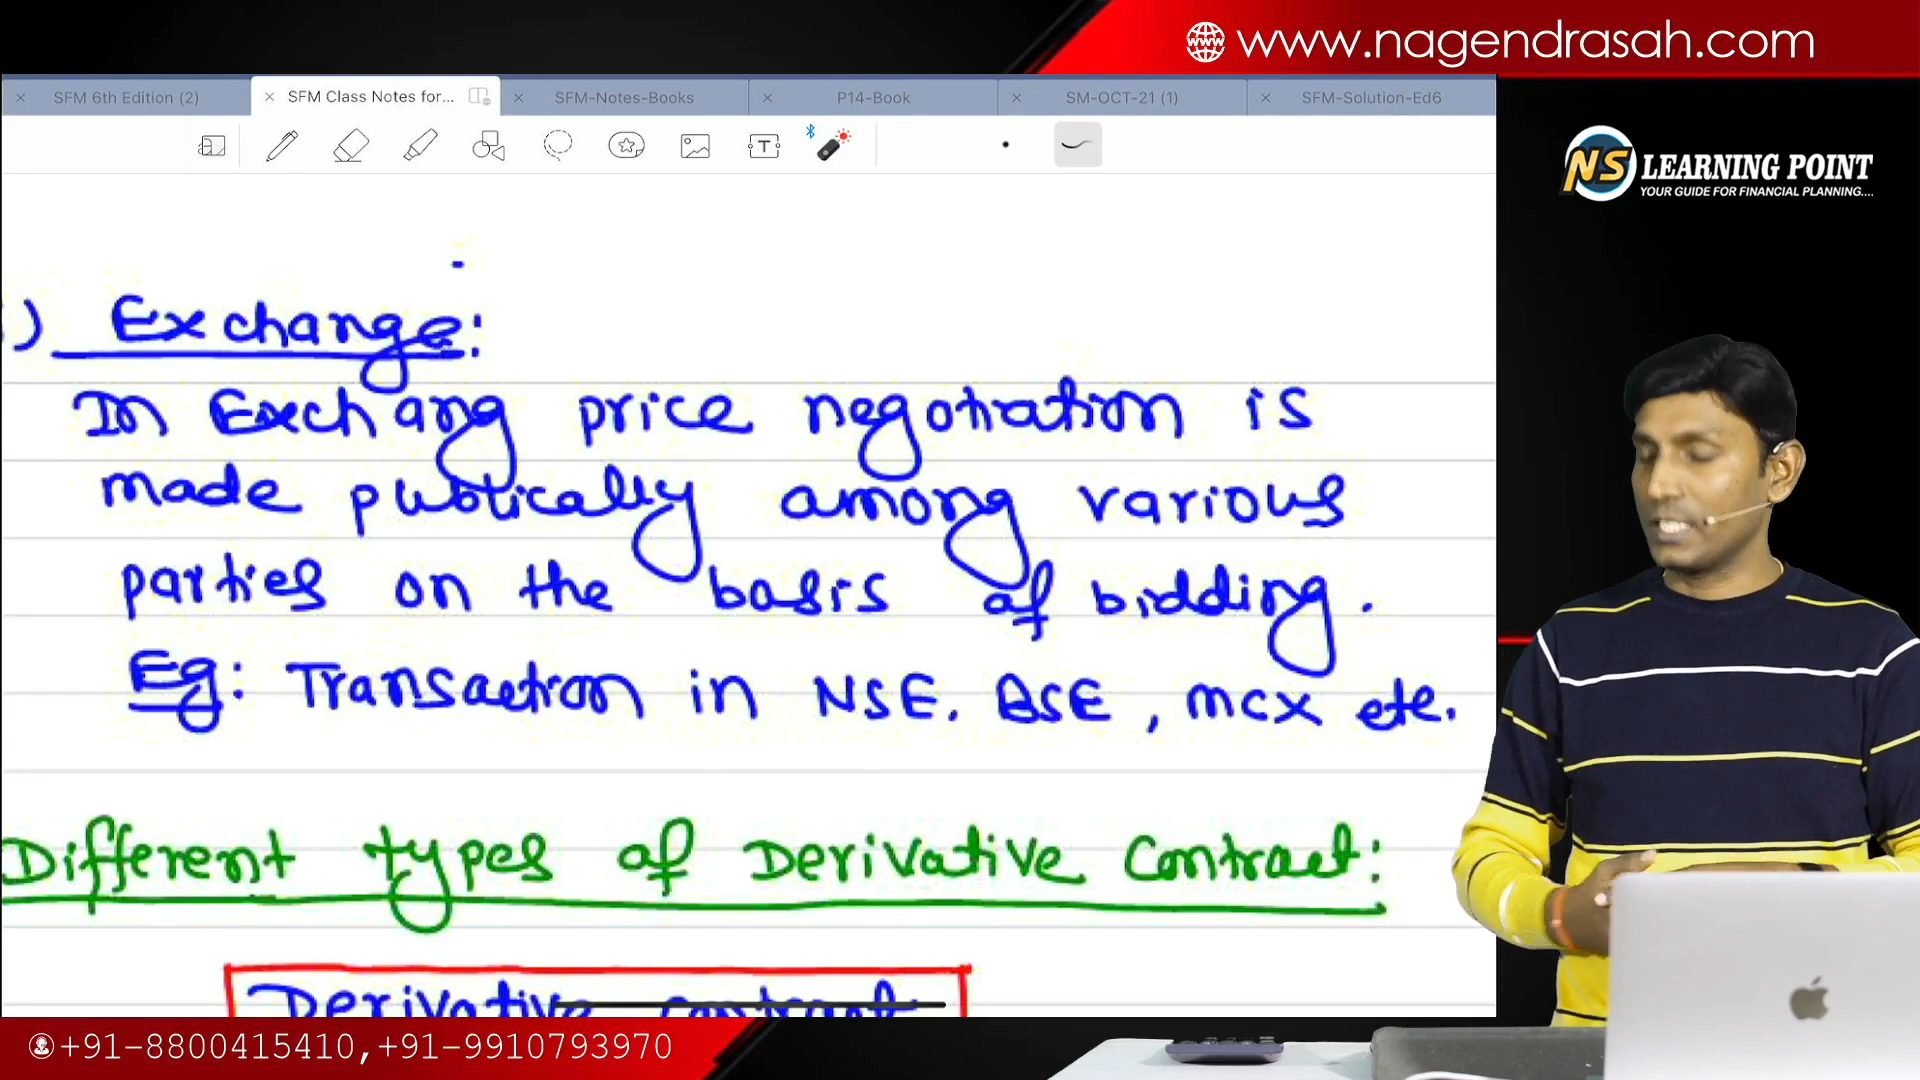 www.nagendrasah.com
SFM 6th Edition (2)
SFM Class Notes for...
SFM-Notes-Books
P14-Book
SM-OCT-21 (1)
SFM-Solution-Ed6
NS LEARNING POINT
YOUR GUIDE FOR FINANCIAL PLANNING....
) Exchange:
In Exchang price negotiation is
made publically among various
parties on the basis of bidding.
Eg: Transaction in NSE. BSE, MCX etc.
Different types of Derivative Contract:
Derivative contract
+91-8800415410,+91-9910793970